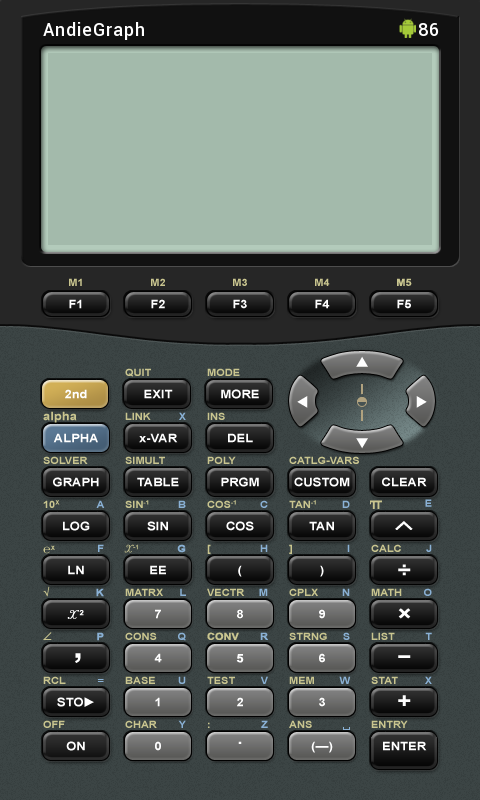 AndieGraph 86
M1 M2 M3 M4 M5
F1 F2 F3 F4 F5
QUIT MODE
2nd EXIT MORE
alpha LINK X INS
ALPHA x-VAR DEL
SOLVER SIMULT POLY CATLG-VARS
GRAPH TABLE PRGM CUSTOM CLEAR
10ˣ A SIN⁻¹ B COS⁻¹ C TAN⁻¹ D π E
LOG SIN COS TAN ^
eˣ F x⁻¹ G [ H ] I CALC J
LN EE ( ) ÷
√ K MATRX L VECTR M CPLX N MATH O
x² 7 8 9 ×
∠ P CONS Q CONV R STRNG S LIST T
, 4 5 6 −
RCL = BASE U TEST V MEM W STAT X
STO▶ 1 2 3 +
OFF CHAR Y : Z ANS ␣ ENTRY
ON 0 . (—) ENTER